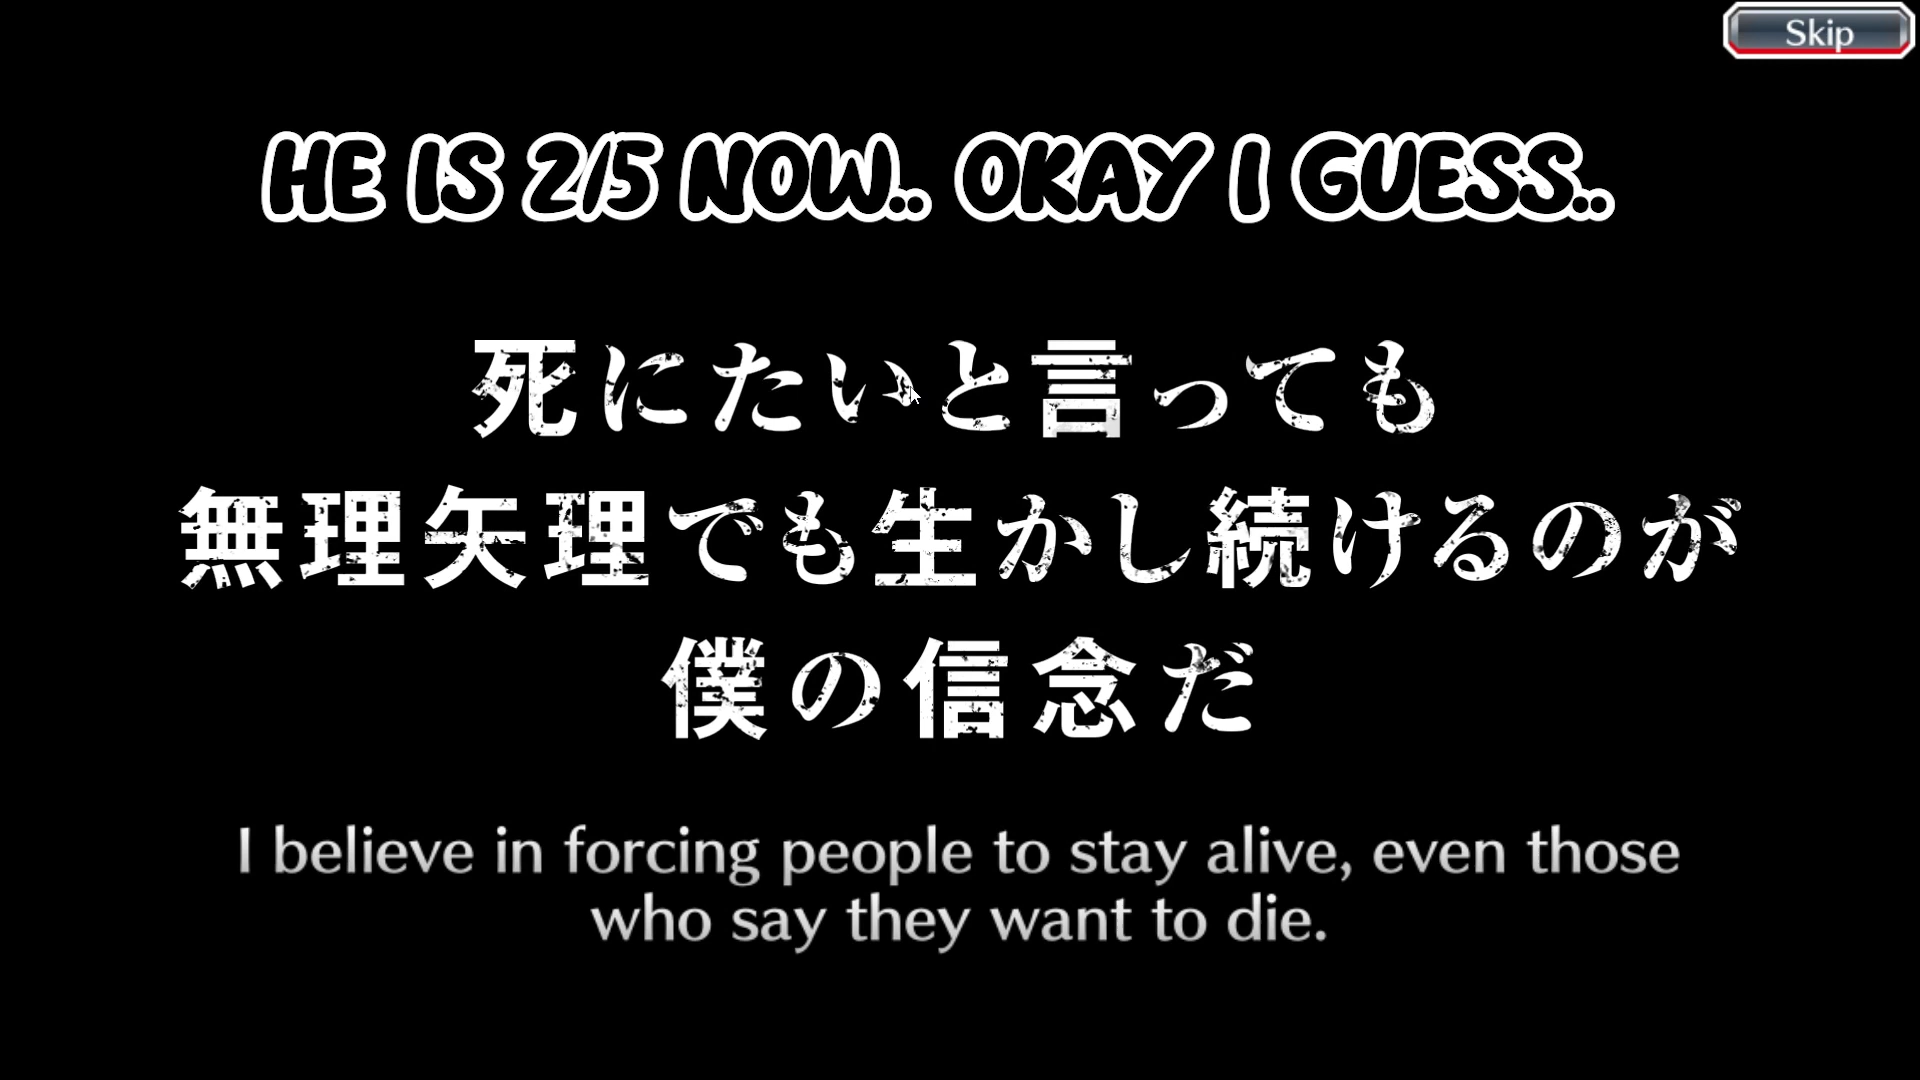 Skip
HE IS 2/5 NOW.. OKAY I GUESS..
死にたいと言っても
無理矢理でも生かし続けるのが
僕の信念だ
I believe in forcing people to stay alive, even those
who say they want to die.